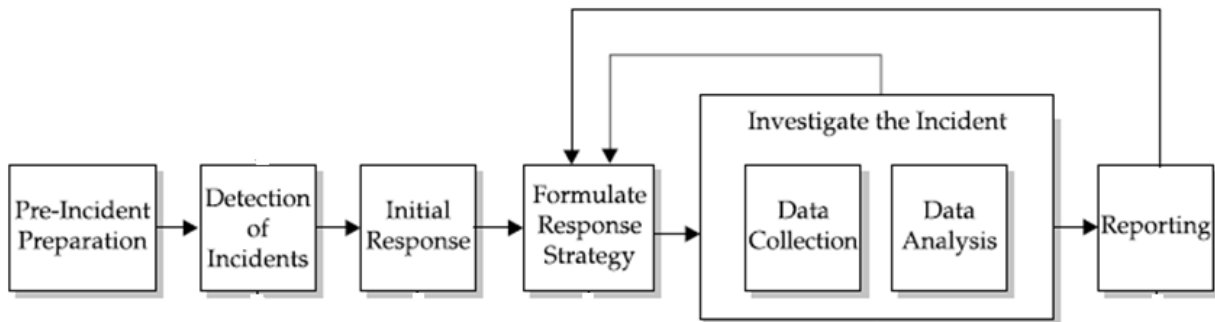 Pre-Incident
Preparation
Detection
of
Incidents
Initial
Response
Formulate
Response
Strategy
Investigate the Incident
Data
Collection
Data
Analysis
Reporting